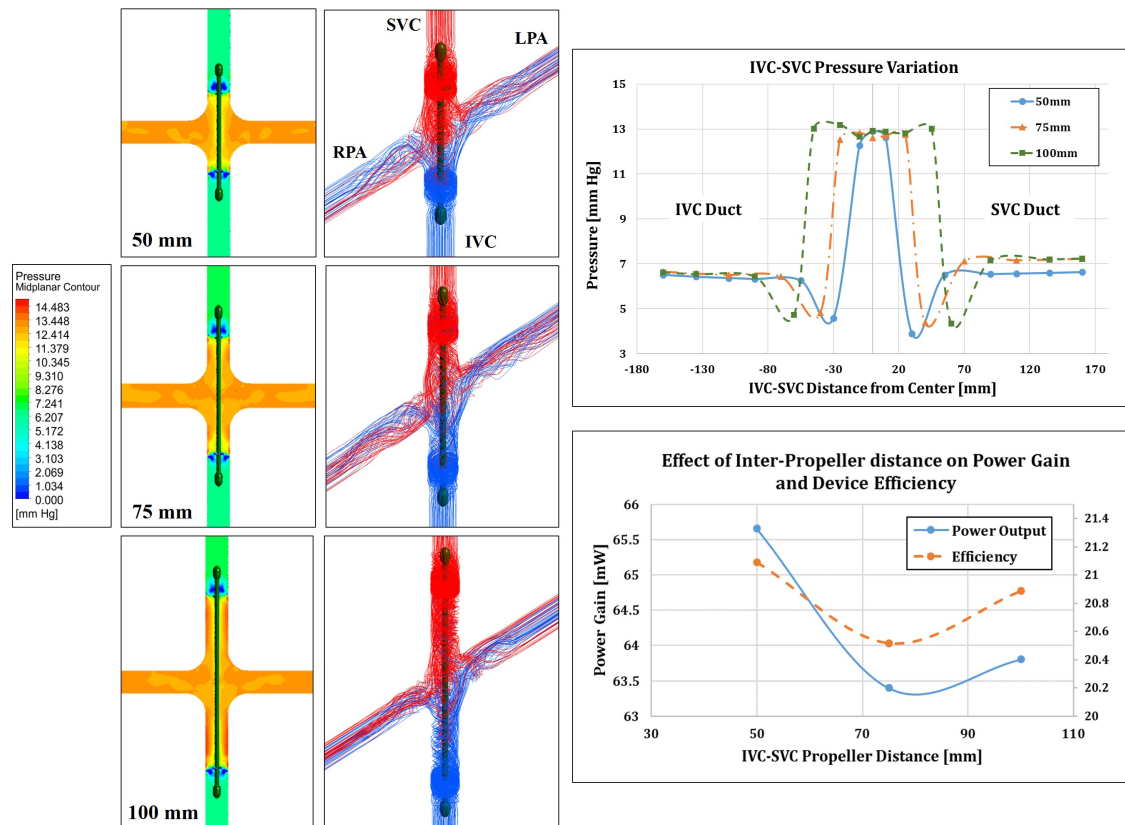 SVC
LPA
RPA
IVC
50 mm
Pressure
Midplanar Contour
14.483
13.448
12.414
11.379
10.345
9.310
8.276
7.241
6.207
5.172
4.138
3.103
2.069
1.034
0.000
[mm Hg]
75 mm
100 mm
IVC-SVC Pressure Variation
15
13
11
9
7
5
3
Pressure [mm Hg]
50mm
75mm
100mm
IVC Duct
SVC Duct
-180
-130
-80
-30
20
70
120
170
IVC-SVC Distance from Center [mm]
Effect of Inter-Propeller distance on Power Gain
and Device Efficiency
66
65.5
65
64.5
64
63.5
63
Power Gain [mW]
Power Output
Efficiency
21.4
21.2
21
20.8
20.6
20.4
20.2
20
30
50
70
90
110
IVC-SVC Propeller Distance [mm]